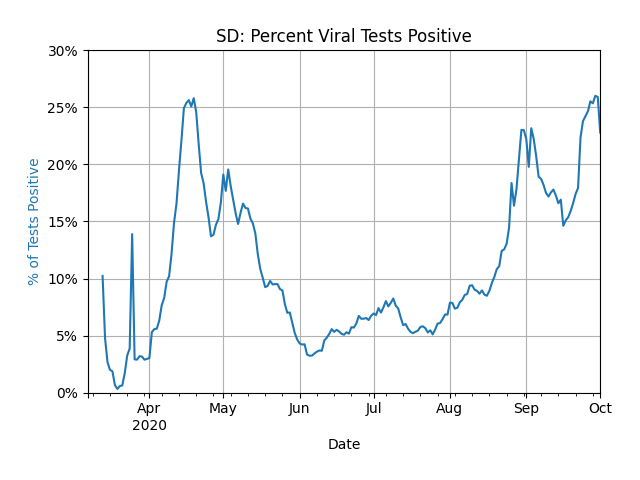 SD: Percent Viral Tests Positive
30%
25%
20%
15%
10%
5%
0%
% of Tests Positive
Apr May Jun Jul Aug Sep Oct
2020
Date